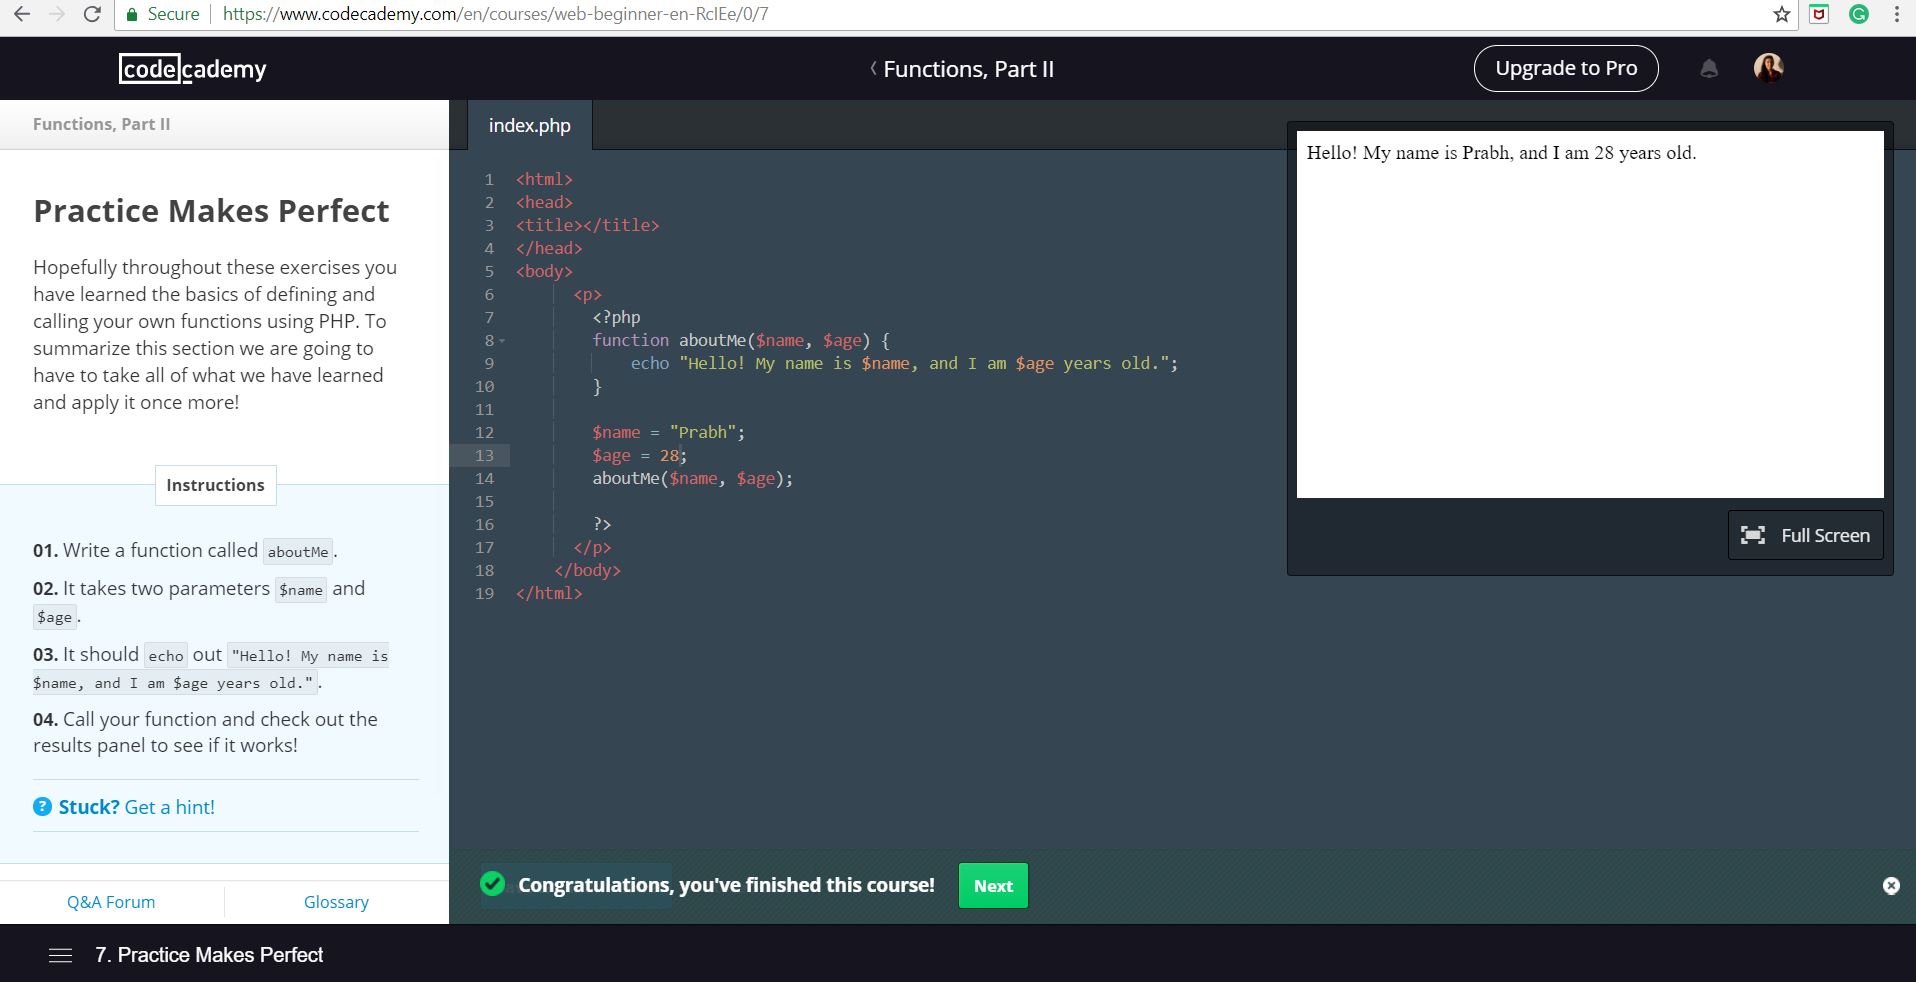 Secure | https://www.codecademy.com/en/courses/web-beginner-en-RcIEe/0/7
codecademy
Functions, Part II
Upgrade to Pro
Functions, Part II
Practice Makes Perfect
Hopefully throughout these exercises you
have learned the basics of defining and
calling your own functions using PHP. To
summarize this section we are going to
have to take all of what we have learned
and apply it once more!
Instructions
01. Write a function called aboutMe.
02. It takes two parameters $name and
$age.
03. It should echo out "Hello! My name is
$name, and I am $age years old.".
04. Call your function and check out the
results panel to see if it works!
? Stuck? Get a hint!
Q&A Forum
Glossary
index.php
1 <html>
2 <head>
3 <title></title>
4 </head>
5 <body>
6 <p>
7 <?php
8 function aboutMe($name, $age) {
9 echo "Hello! My name is $name, and I am $age years old.";
10 }
11
12 $name = "Prabh";
13 $age = 28;
14 aboutMe($name, $age);
15
16 ?>
17 </p>
18 </body>
19 </html>
Hello! My name is Prabh, and I am 28 years old.
Full Screen
Congratulations, you've finished this course!
Next
7. Practice Makes Perfect